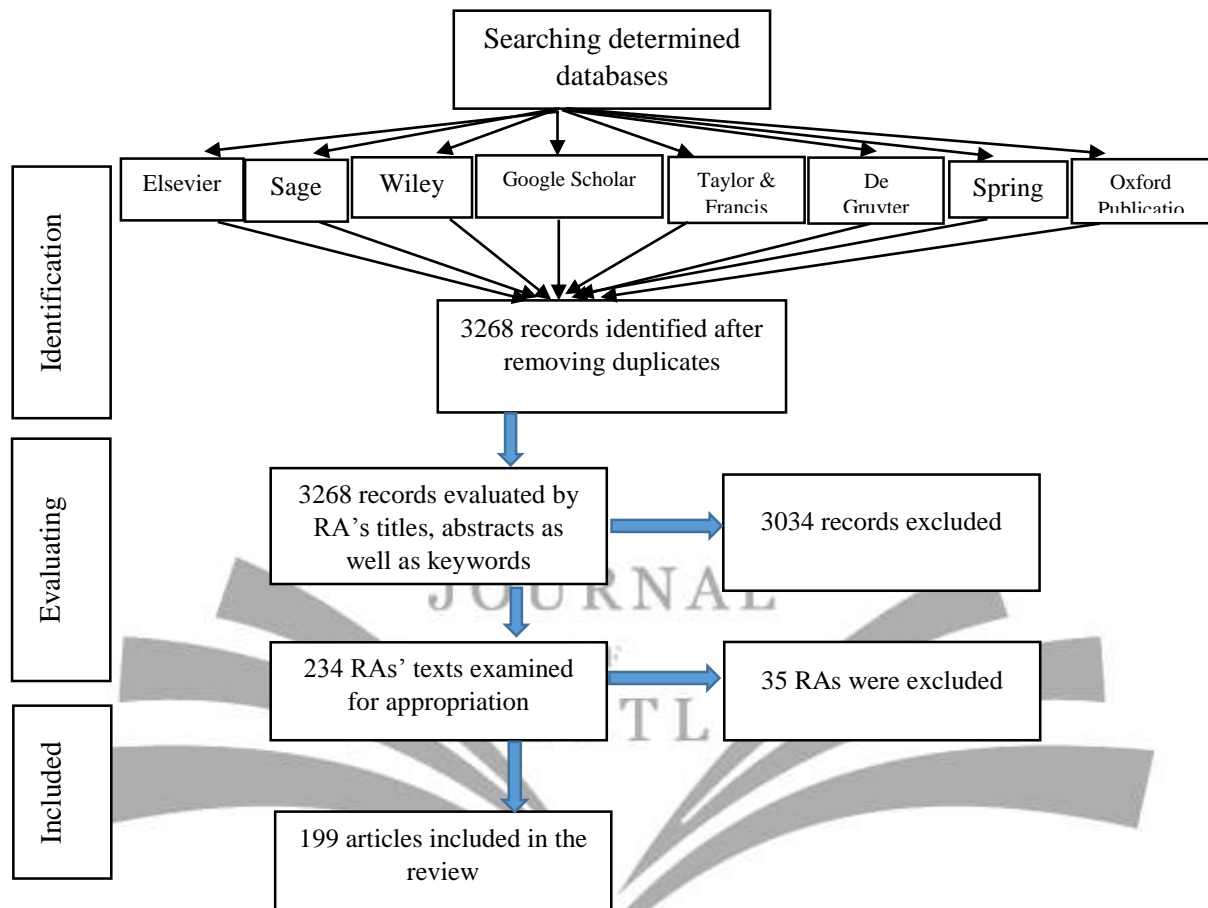 Searching determined
databases
Elsevier
Sage
Wiley
Google Scholar
Taylor &
Francis
De
Gruyter
Spring
Oxford
Publicatio
Identification
3268 records identified after
removing duplicates
Evaluating
3268 records evaluated by
RA's titles, abstracts as
well as keywords
3034 records excluded
JOURNAL
234 RAs' texts examined
for appropriation
35 RAs were excluded
TL
Included
199 articles included in the
review